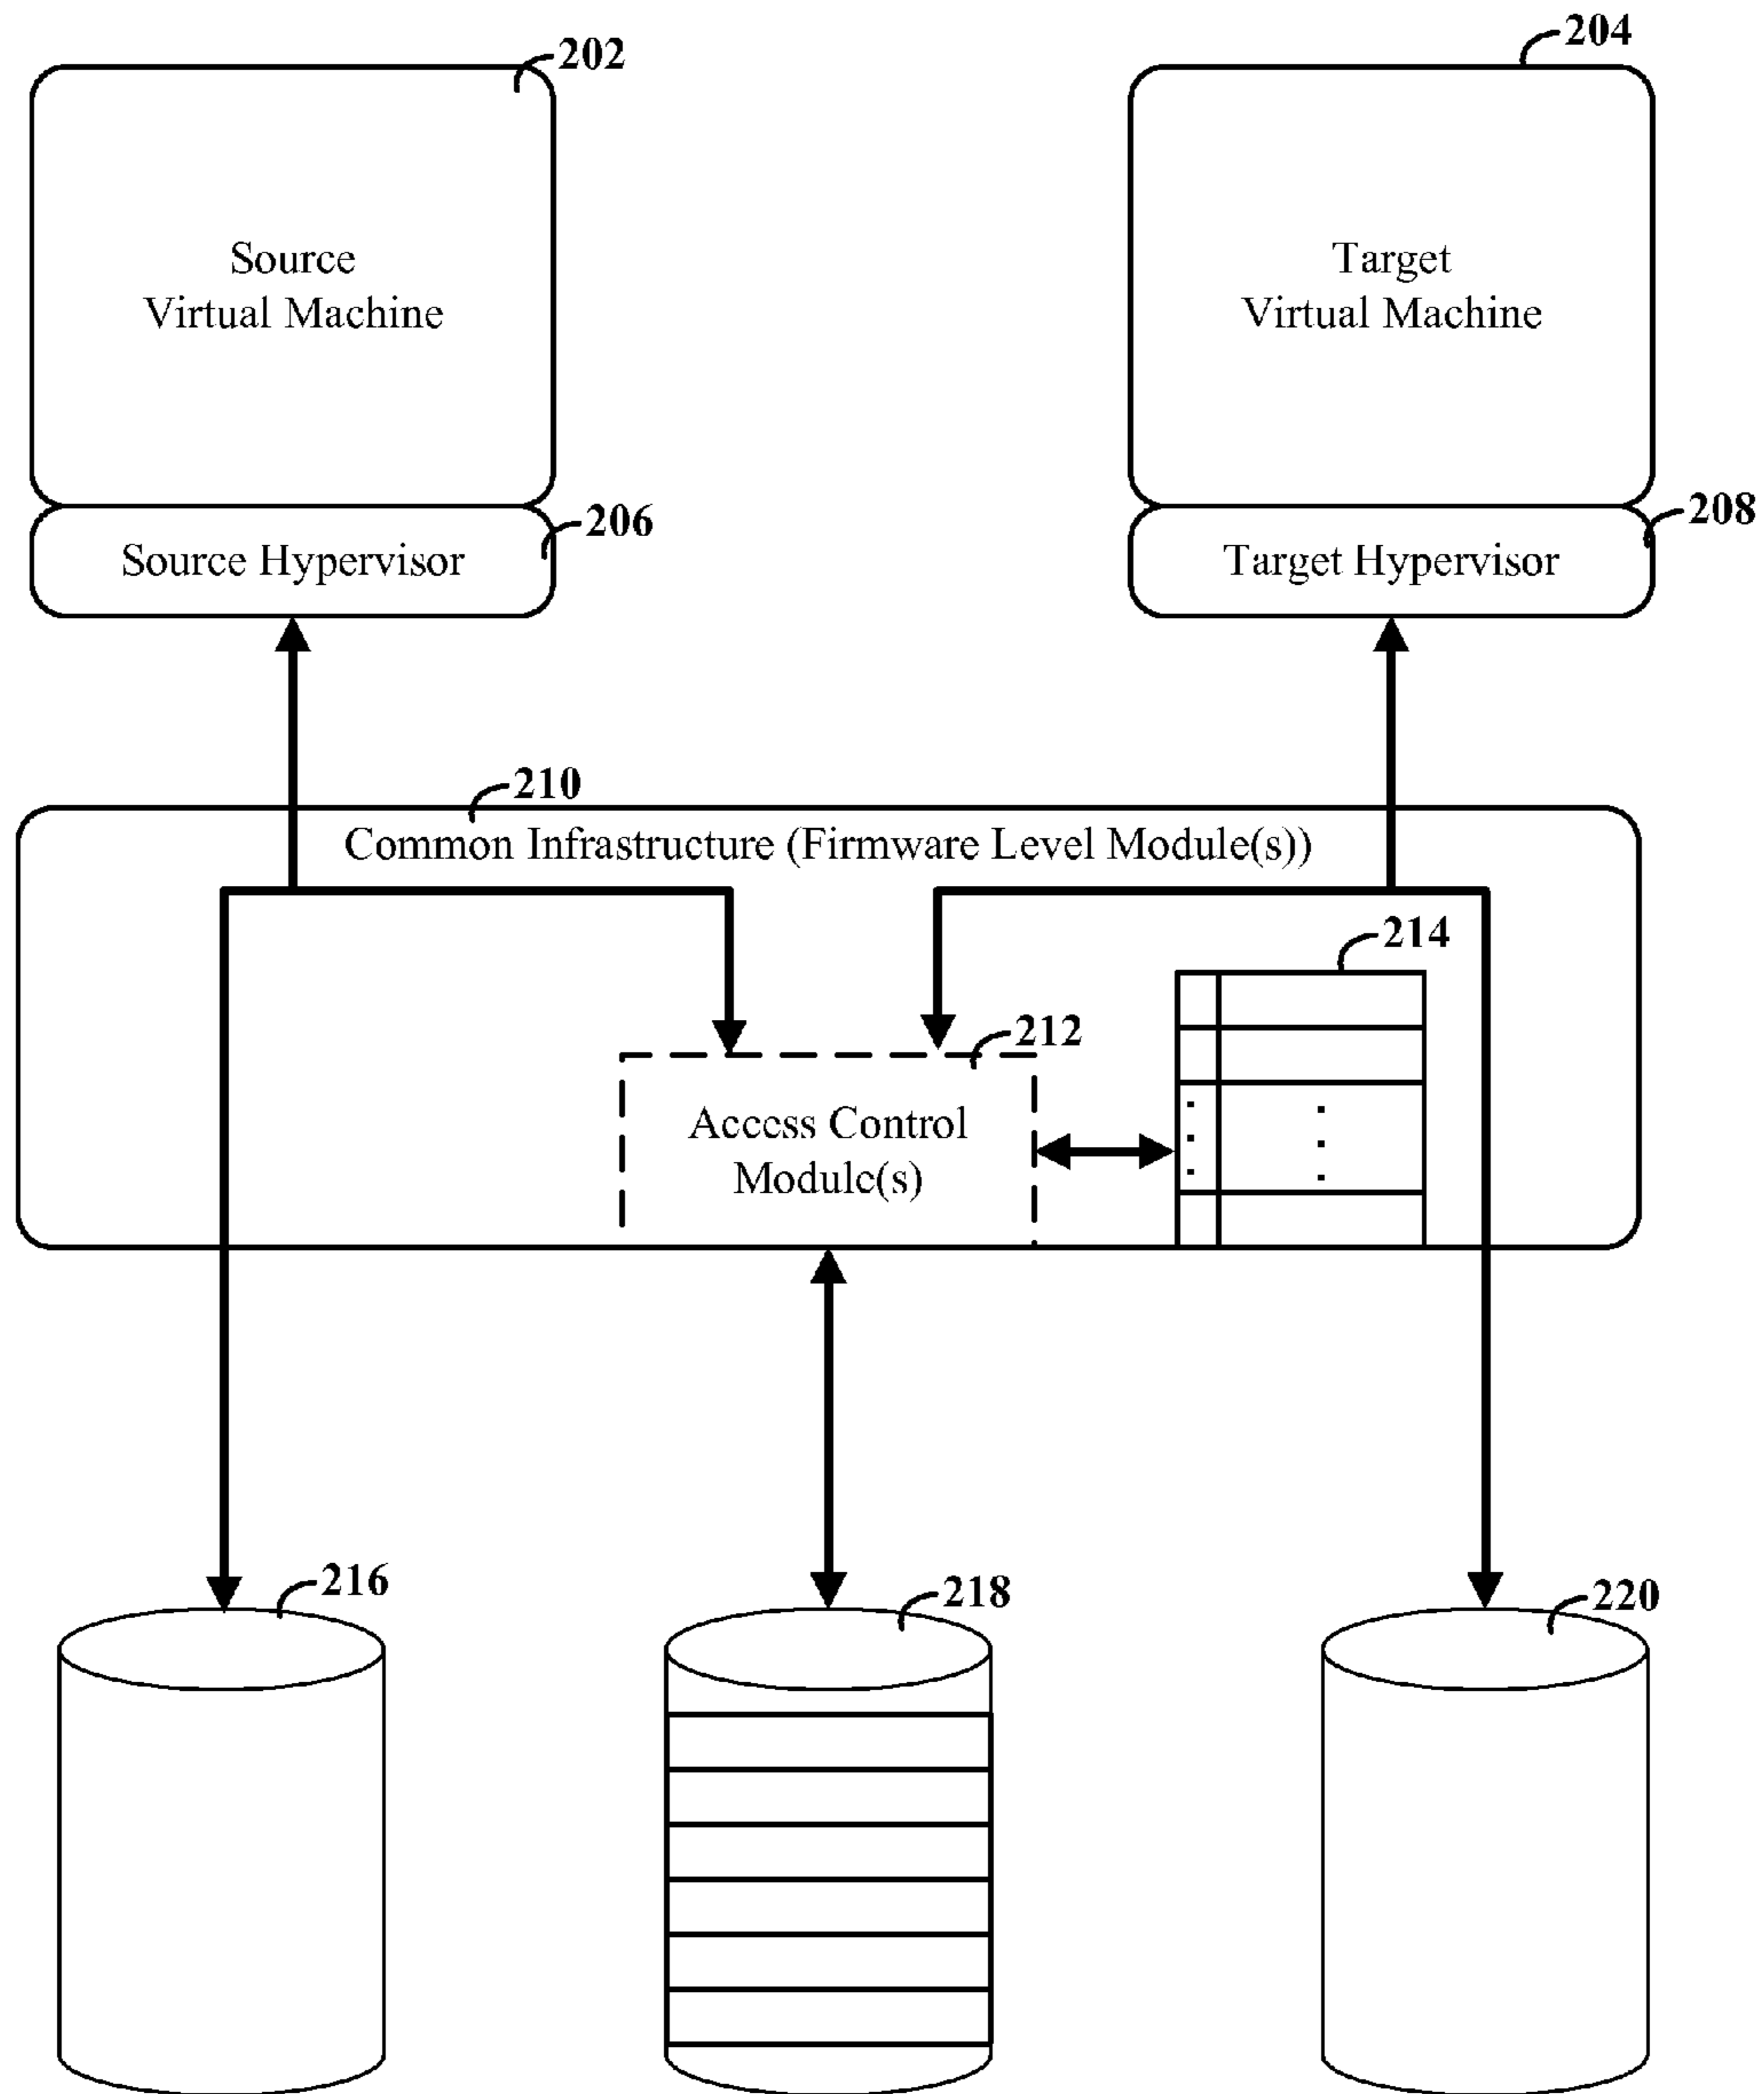 202
204
Source
Virtual Machine
Target
Virtual Machine
206
208
Source Hypervisor
Target Hypervisor
210
Common Infrastructure (Firmware Level Module(s))
214
212
Access Control
Module(s)
216
218
220